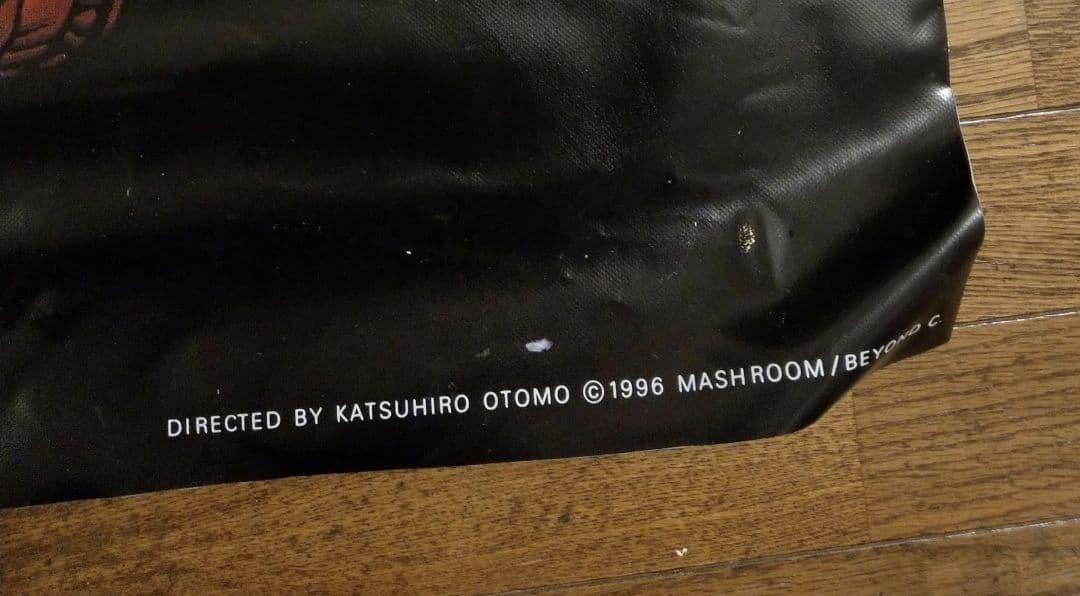 DIRECTED BY KATSUHIRO OTOMO ©1996 MASHROOM/BEYOND C.